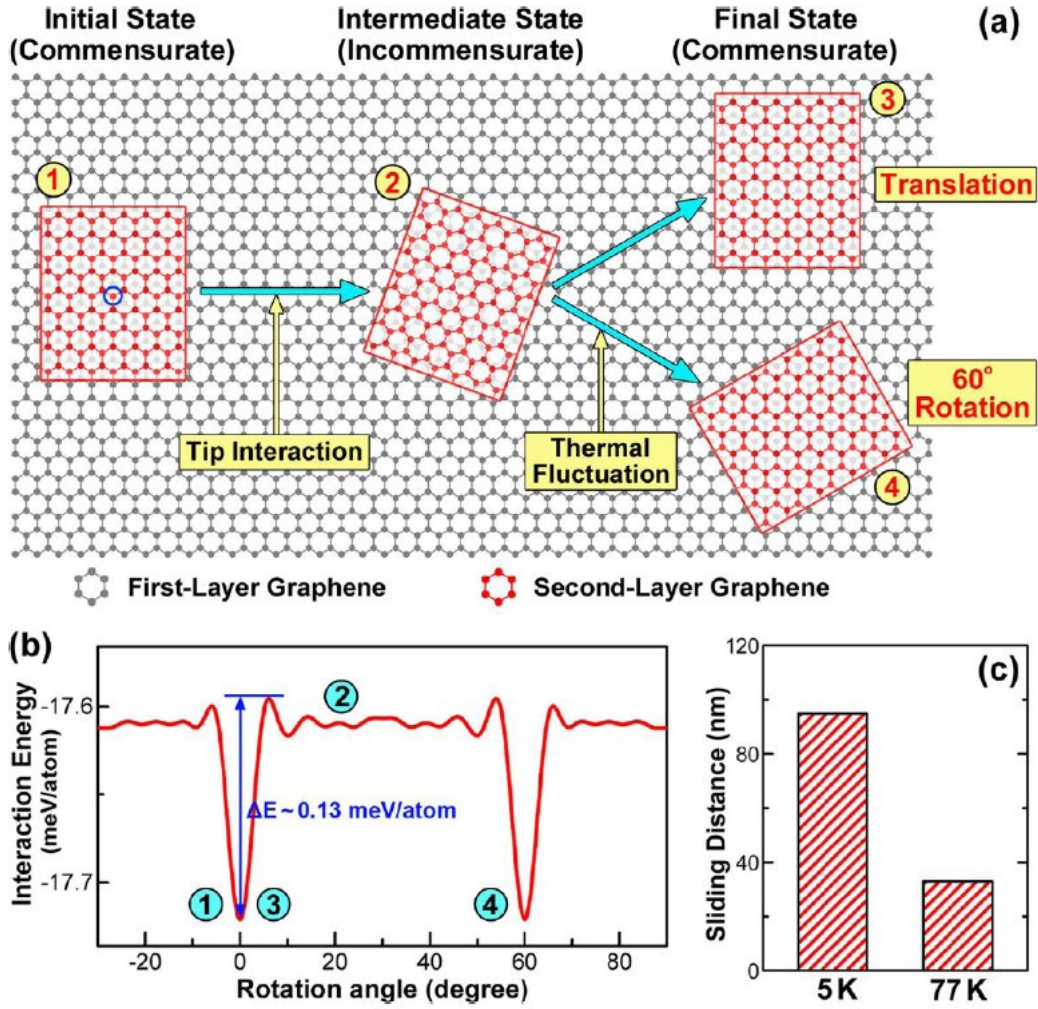 Initial State
(Commensurate)
Intermediate State
(Incommensurate)
Final State
(Commensurate)
(a)
1
2
3
Translation
60° Rotation
4
Tip Interaction
Thermal
Fluctuation
First-Layer Graphene
Second-Layer Graphene
(b)
Interaction Energy
(meV/atom)
-17.6
-17.7
2
ΔE ~ 0.13 meV/atom
1
3
4
-20
0
20
40
60
80
Rotation angle (degree)
(c)
Sliding Distance (nm)
120
80
40
0
5 K
77 K